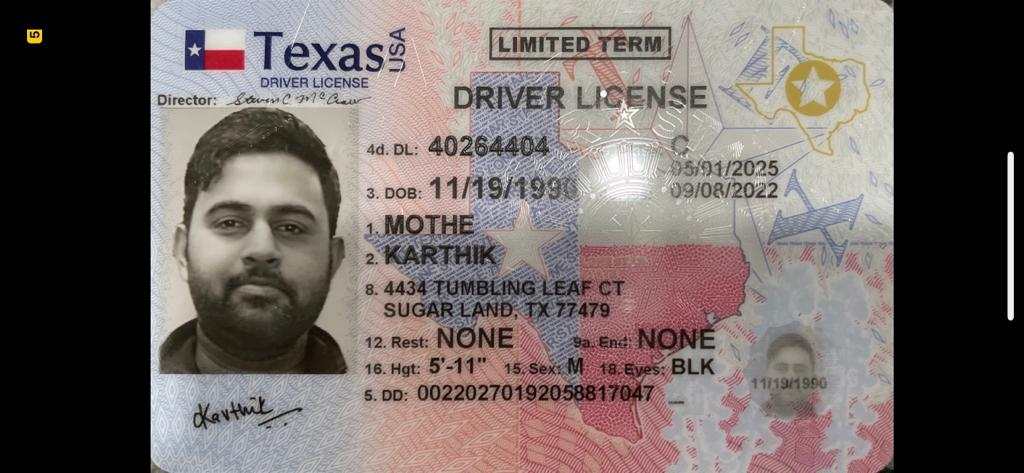 5
Texas USA
DRIVER LICENSE
Director: Steven C McCraw
LIMITED TERM
DRIVER LICENSE
4d. DL: 40264404
C
05/01/2025
3. DOB: 11/19/1990
09/08/2022
1. MOTHE
2. KARTHIK
8. 4434 TUMBLING LEAF CT
SUGAR LAND, TX 77479
12. Rest: NONE 9a. End: NONE
16. Hgt: 5'-11" 15. Sex: M 18. Eyes: BLK
5. DD: 00220270192058817047
Karthik
11/19/1990